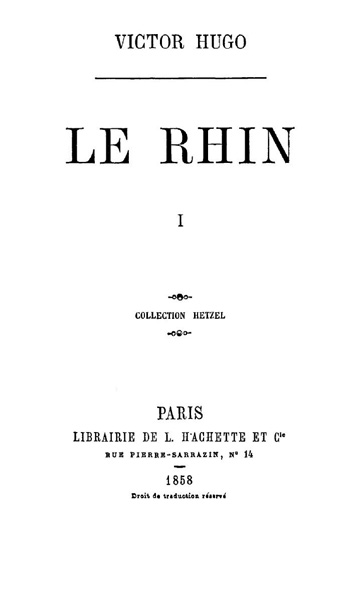 VICTOR HUGO
LE RHIN
I
COLLECTION HETZEL
PARIS
LIBRAIRIE DE L. HACHETTE ET Cie
RUE PIERRE-SARRAZIN, N° 14
1858
Droit de traduction réservé